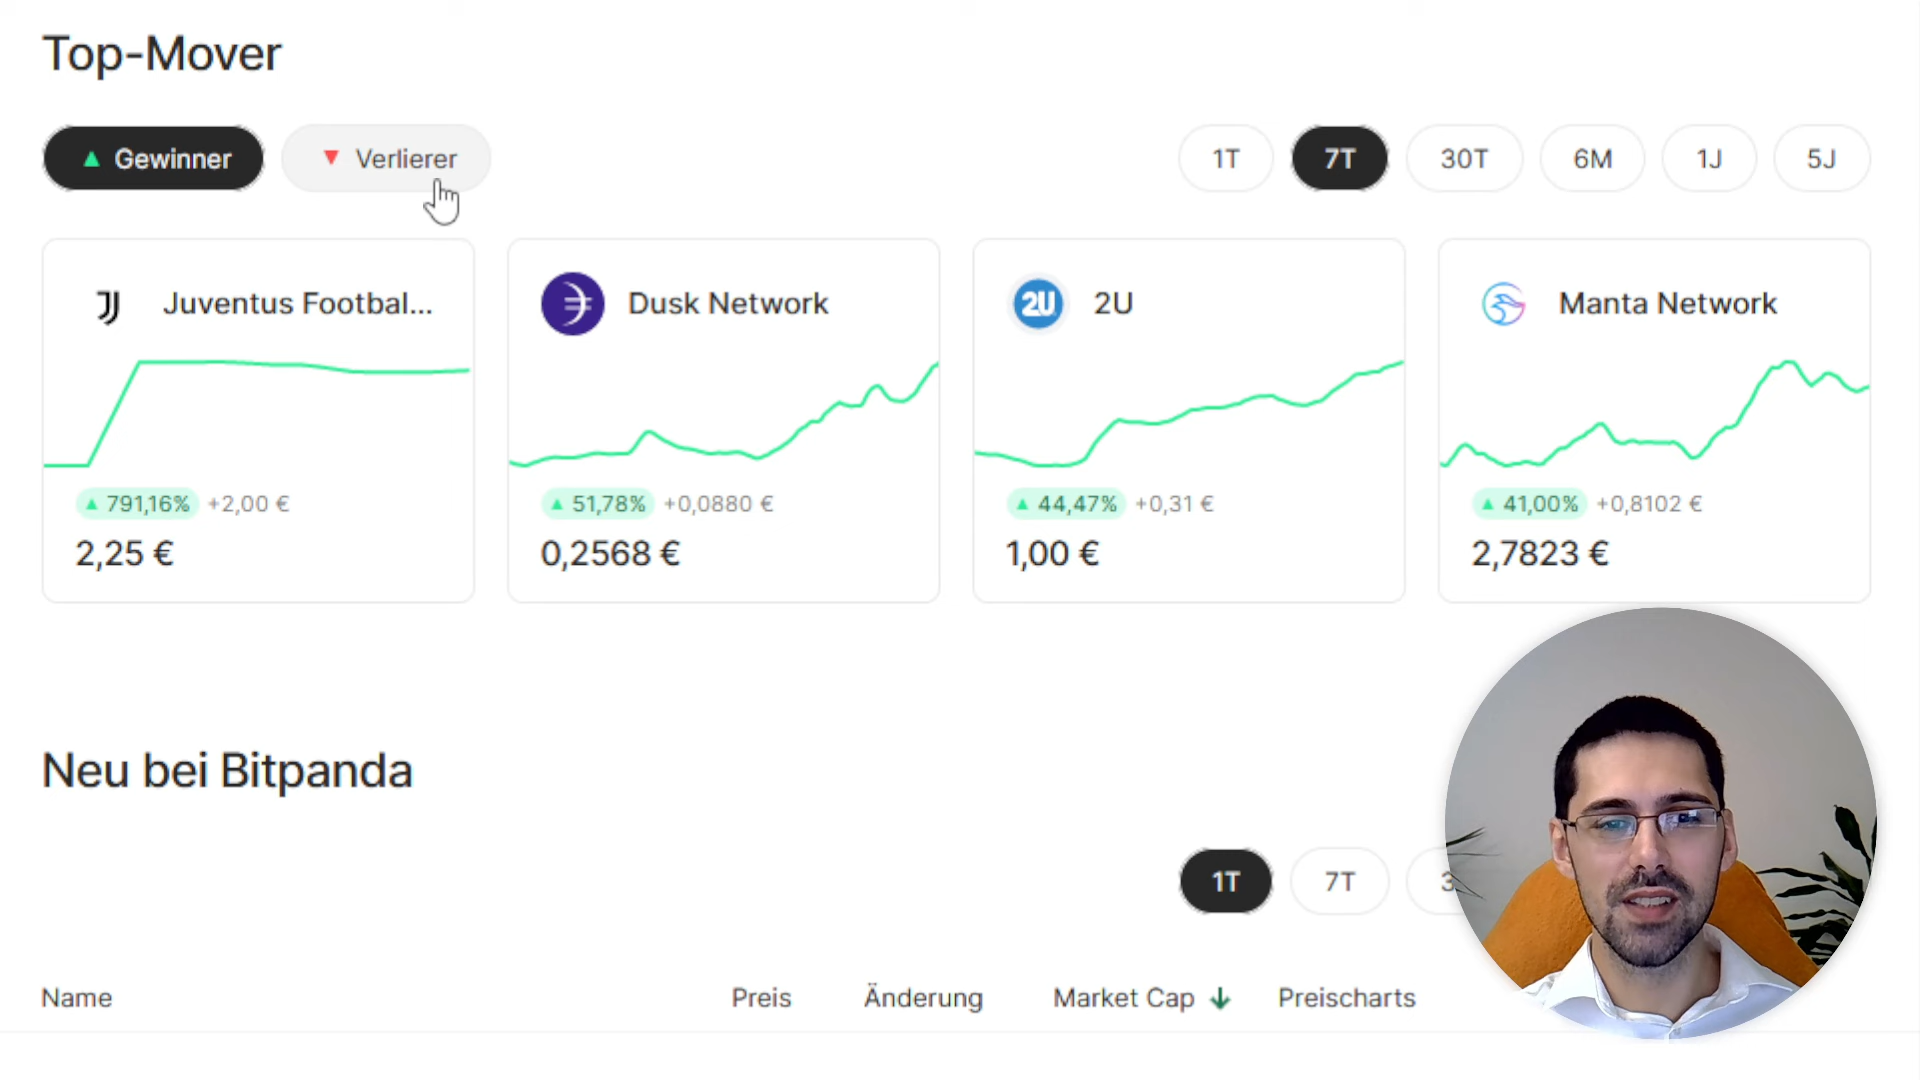 Top-Mover
▲ Gewinner ▼ Verlierer 1T 7T 30T 6M 1J 5J
Juventus Footbal... Dusk Network 2U 2U Manta Network
▲ 791,16% +2,00 € ▲ 51,78% +0,0880 € ▲ 44,47% +0,31 € ▲ 41,00% +0,8102 €
2,25 € 0,2568 € 1,00 € 2,7823 €
Neu bei Bitpanda
1T 7T 3
Name Preis Änderung Market Cap ↓ Preischarts